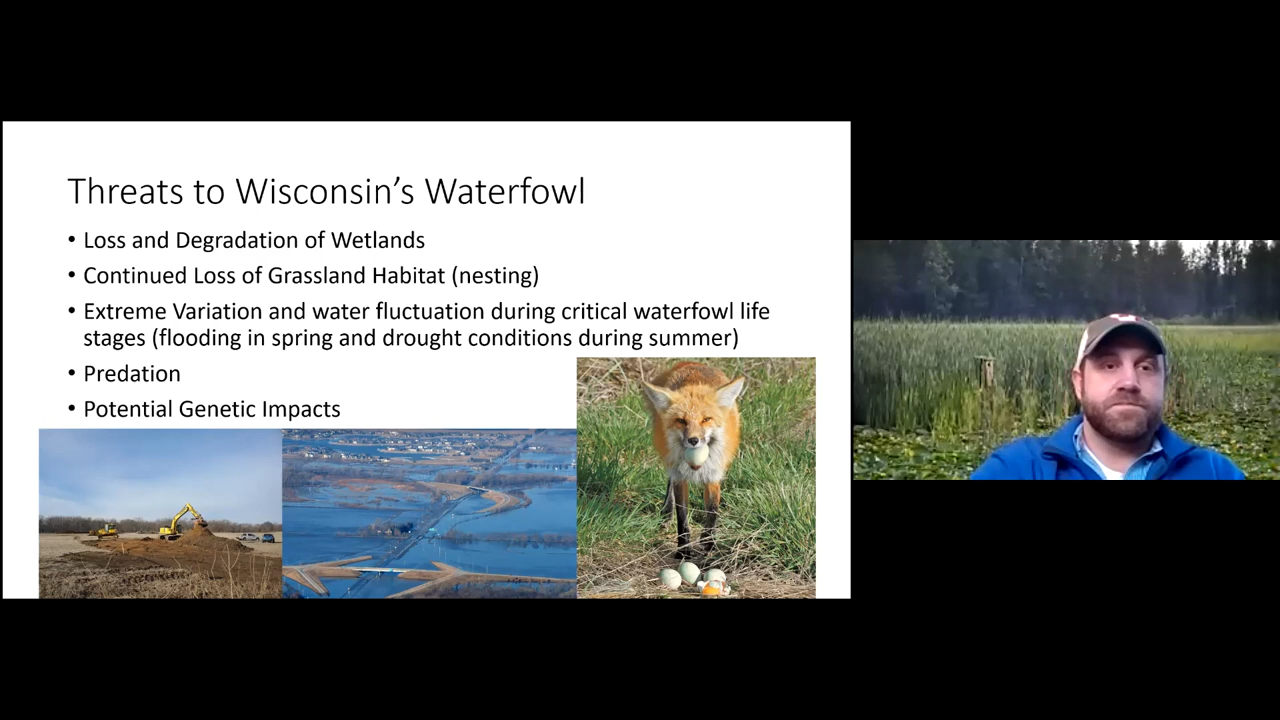 Threats to Wisconsin’s Waterfowl
• Loss and Degradation of Wetlands
• Continued Loss of Grassland Habitat (nesting)
• Extreme Variation and water fluctuation during critical waterfowl life
stages (flooding in spring and drought conditions during summer)
• Predation
• Potential Genetic Impacts